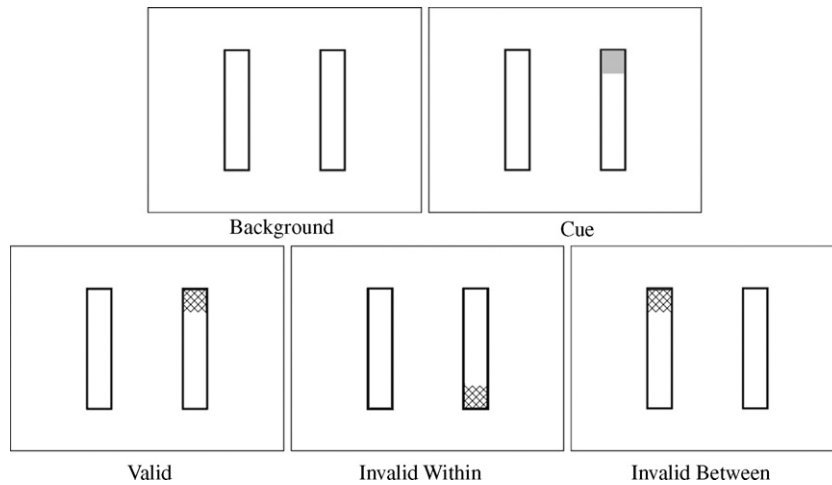 Background
Cue
Valid
Invalid Within
Invalid Between